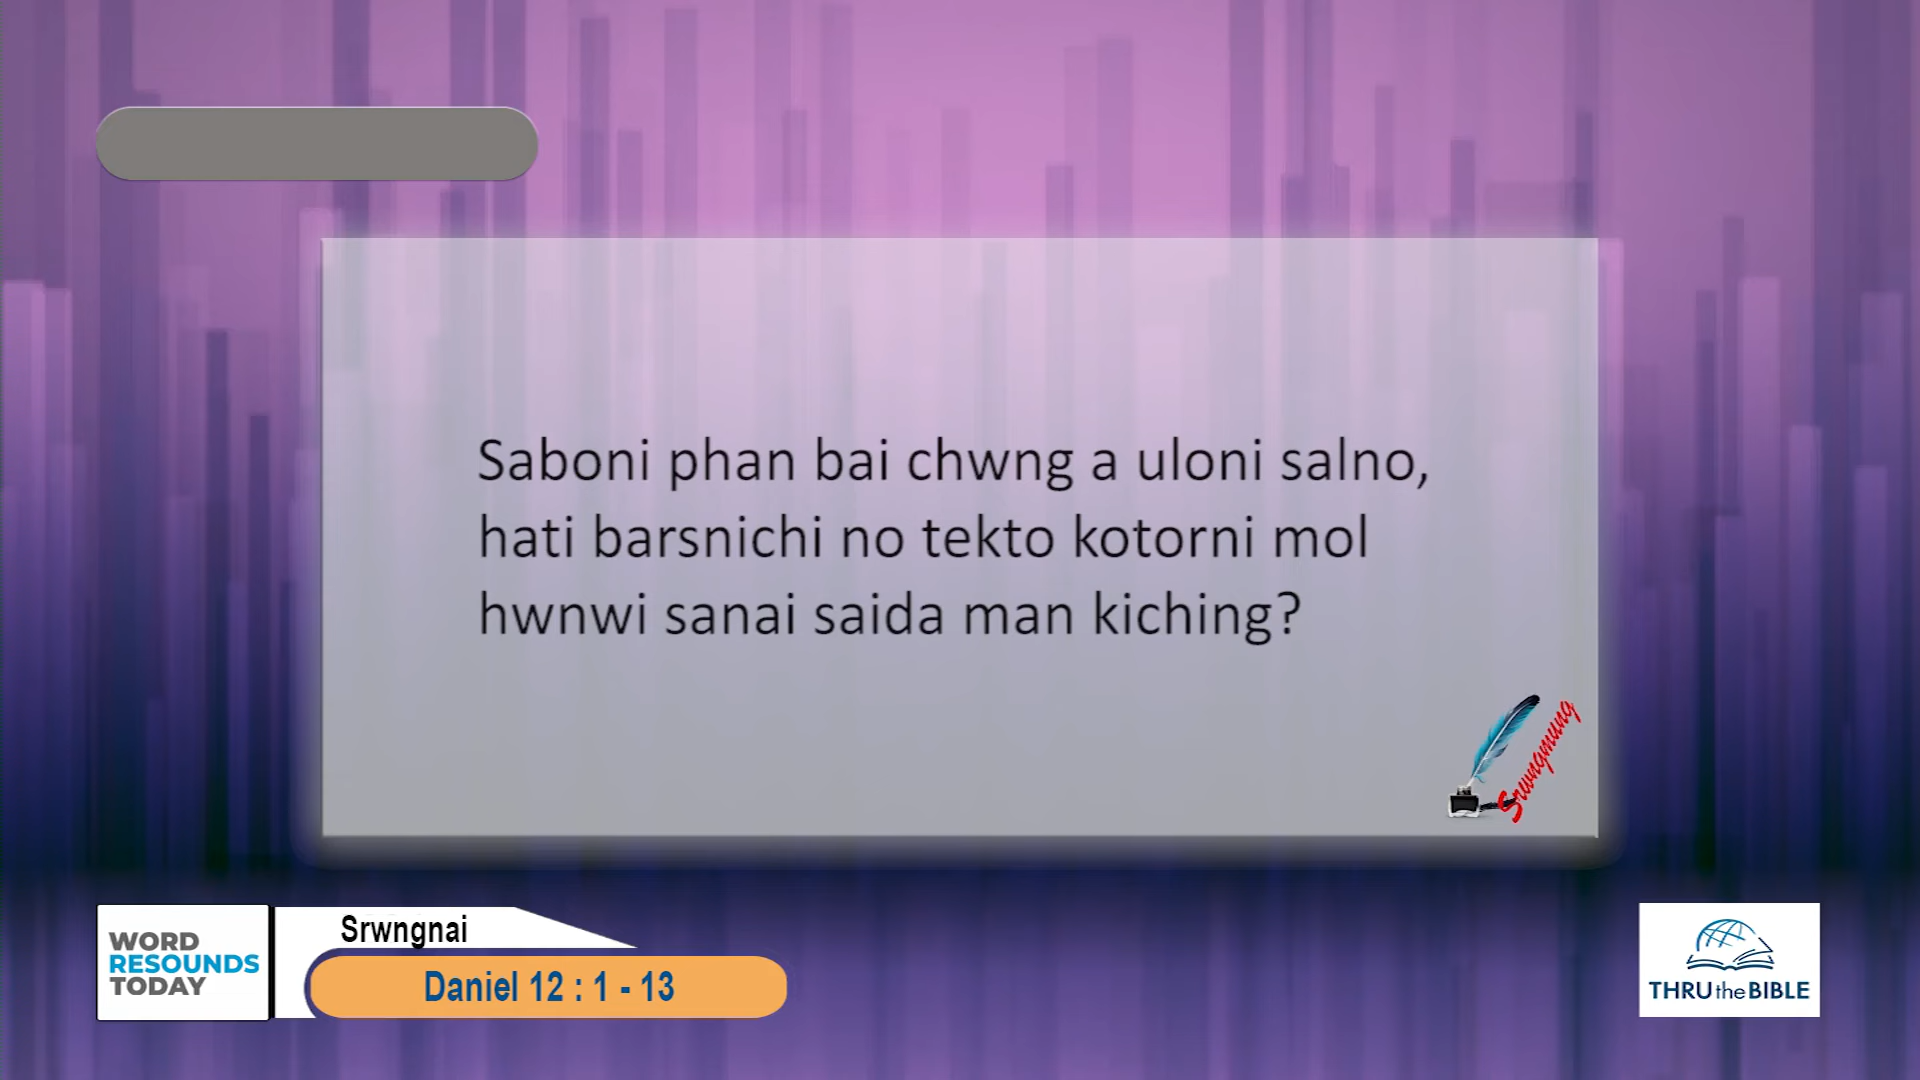 Saboni phan bai chwng a uloni salno,
hati barsnichi no tekto kotorni mol
hwnwi sanai saida man kiching?
Srwngmung
WORD
RESOUNDS
TODAY
Srwngnai
Daniel 12 : 1 - 13
THRU the BIBLE